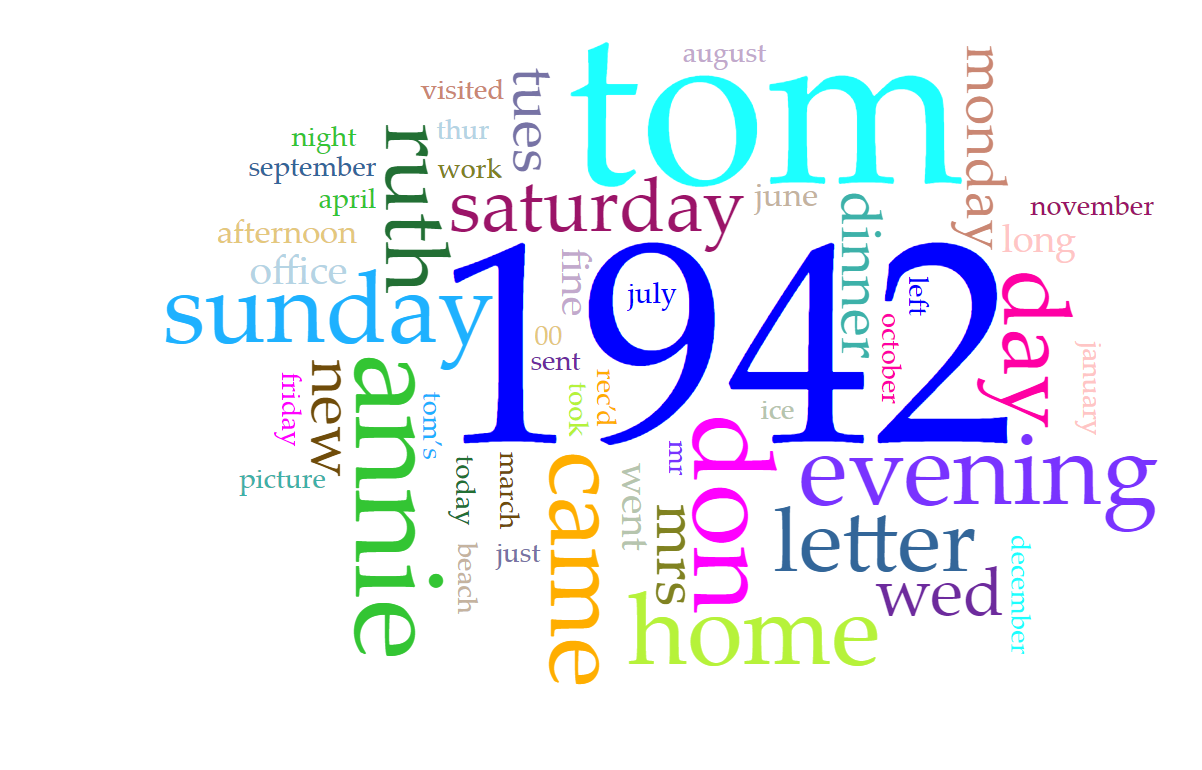 tom
august
monday
tues
visited
thur
night
ruth
september
work
april
saturday
june
dinner
november
afternoon
long
office
fine
1942
sunday
july
left
day
00
october
sent
january
new
friday
annie
tom's
took
rec'd
ice
don
evening
mr
picture
today
march
came
went
mrs
letter
beach
just
december
wed
home